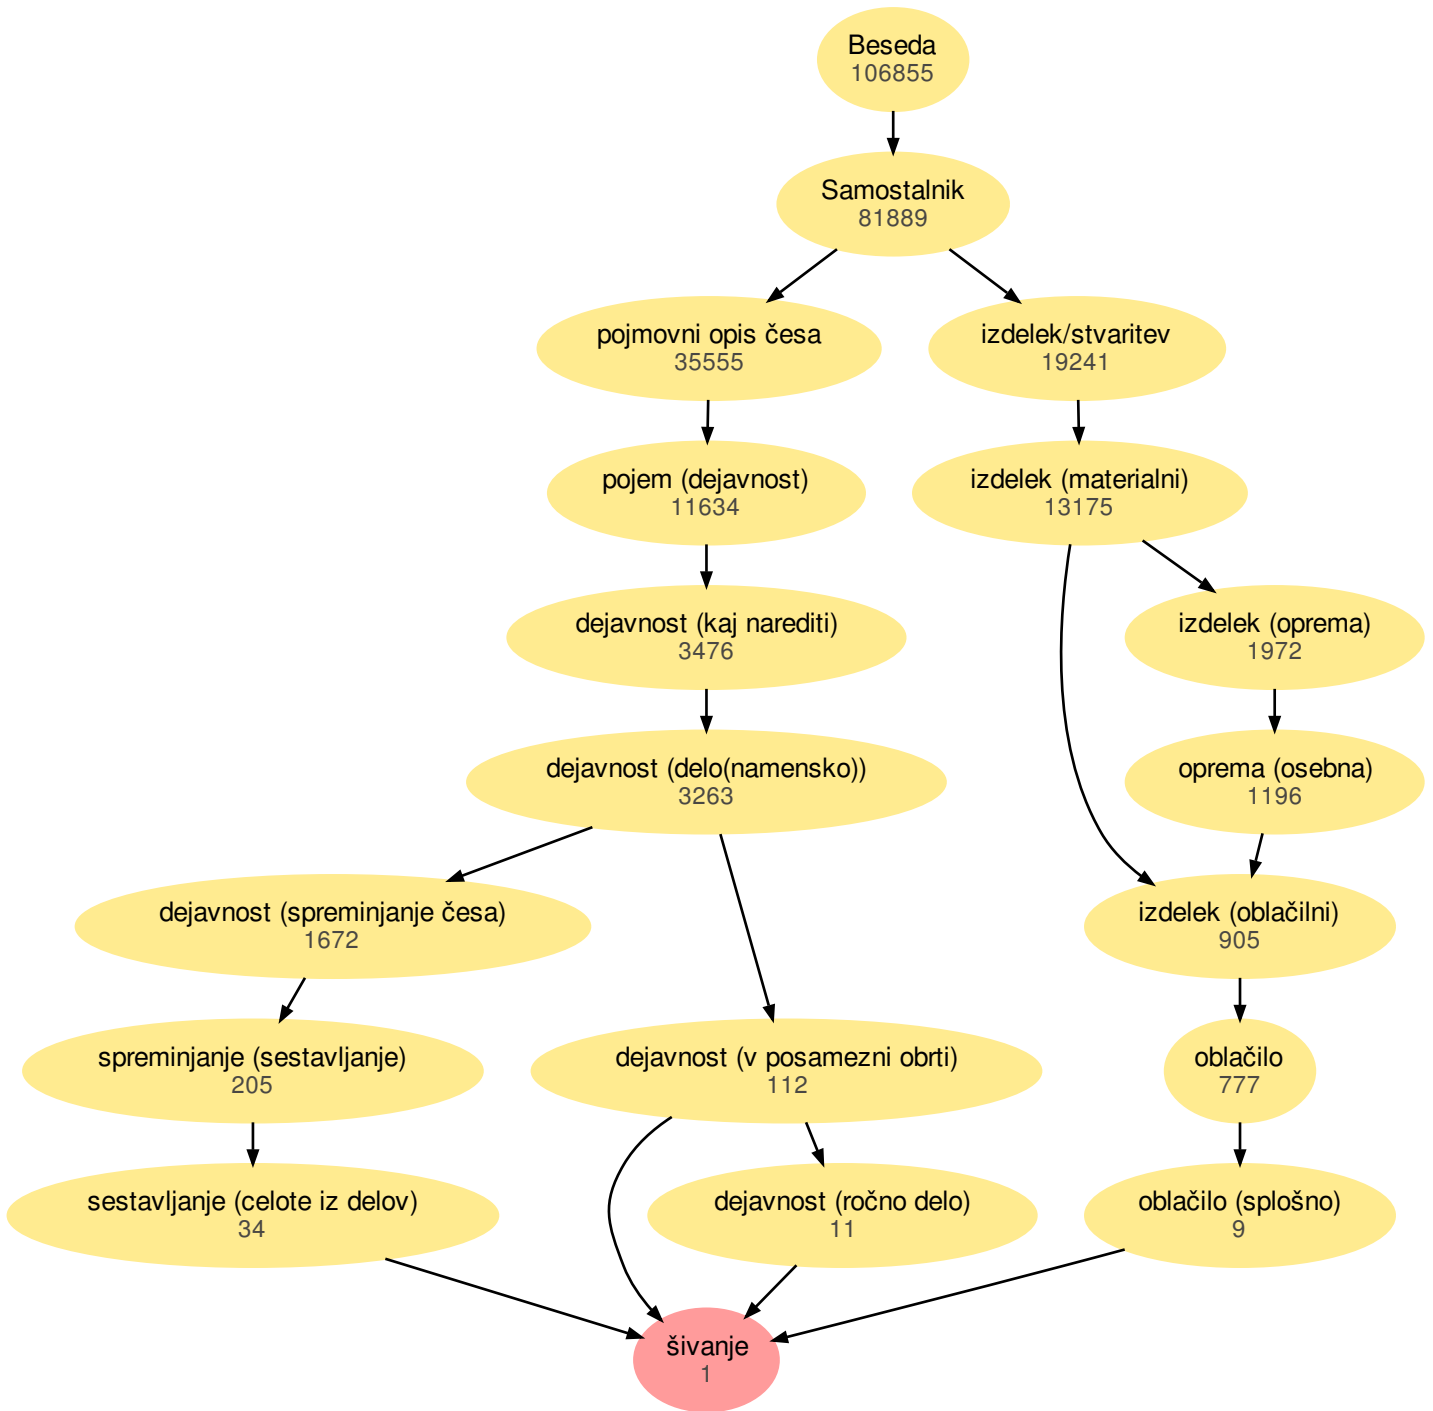 Beseda
106855
Samostalnik
81889
pojmovni opis česa
35555
izdelek/stvaritev
19241
pojem (dejavnost)
11634
izdelek (materialni)
13175
dejavnost (kaj narediti)
3476
izdelek (oprema)
1972
dejavnost (delo(namensko))
3263
oprema (osebna)
1196
dejavnost (spreminjanje česa)
1672
izdelek (oblačilni)
905
spreminjanje (sestavljanje)
205
dejavnost (v posamezni obrti)
112
oblačilo
777
sestavljanje (celote iz delov)
34
dejavnost (ročno delo)
11
oblačilo (splošno)
9
šivanje
1